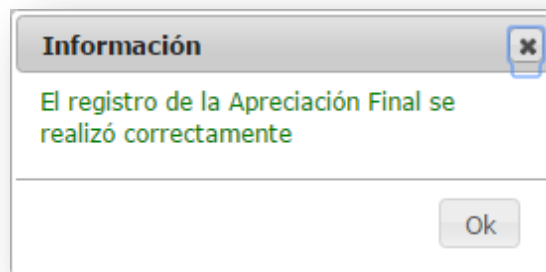 Información
El registro de la Apreciación Final se
realizó correctamente
Ok